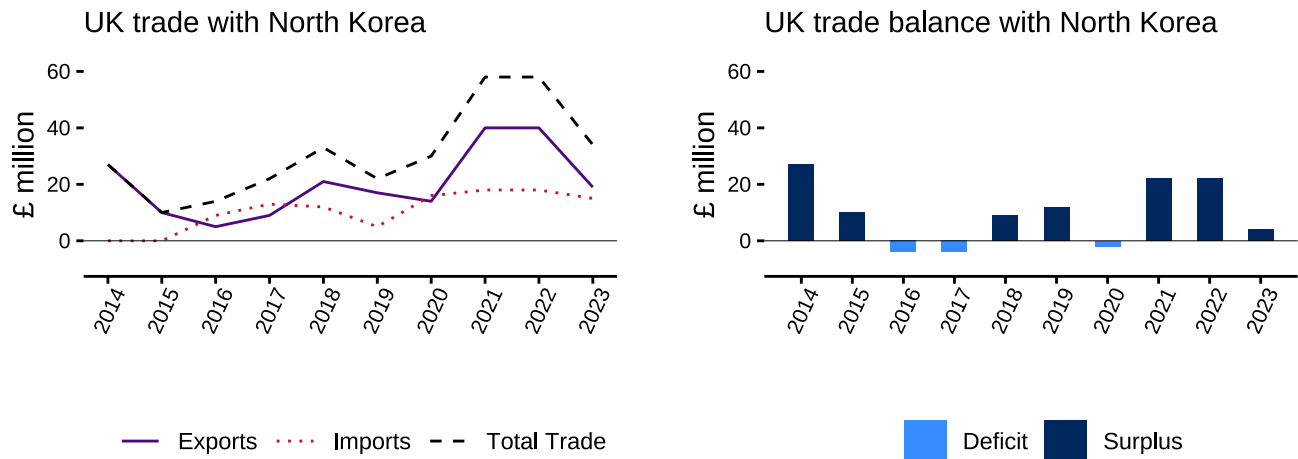 UK trade with North Korea
£ million
60
40
20
0
2014 2015 2016 2017 2018 2019 2020 2021 2022 2023
Exports Imports Total Trade
UK trade balance with North Korea
£ million
60
40
20
0
2014 2015 2016 2017 2018 2019 2020 2021 2022 2023
Deficit Surplus